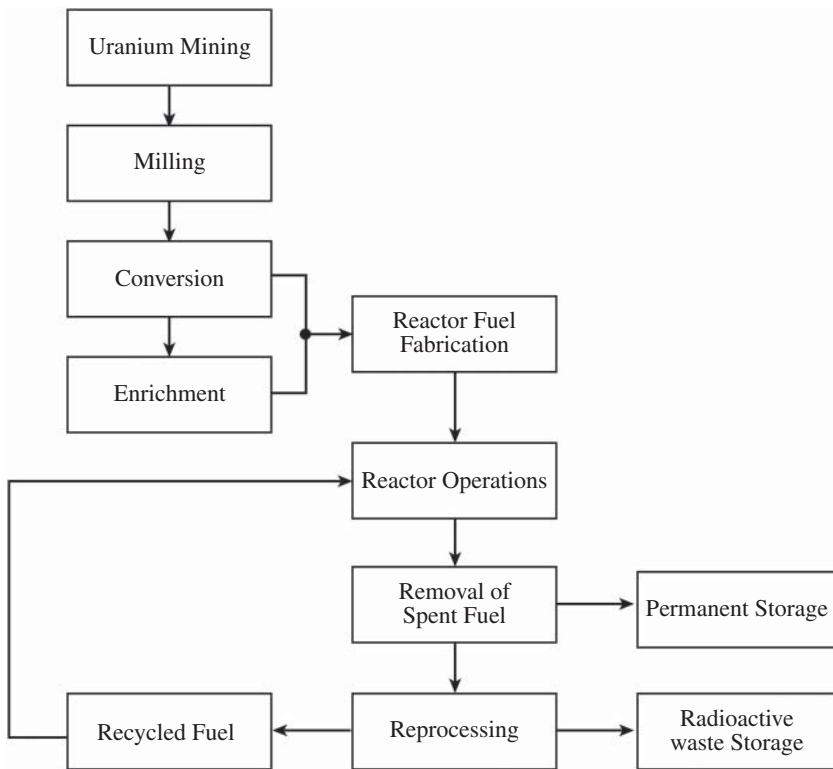 Uranium Mining
Milling
Conversion
Enrichment
Reactor Fuel
Fabrication
Reactor Operations
Removal of
Spent Fuel
Permanent Storage
Recycled Fuel
Reprocessing
Radioactive
waste Storage